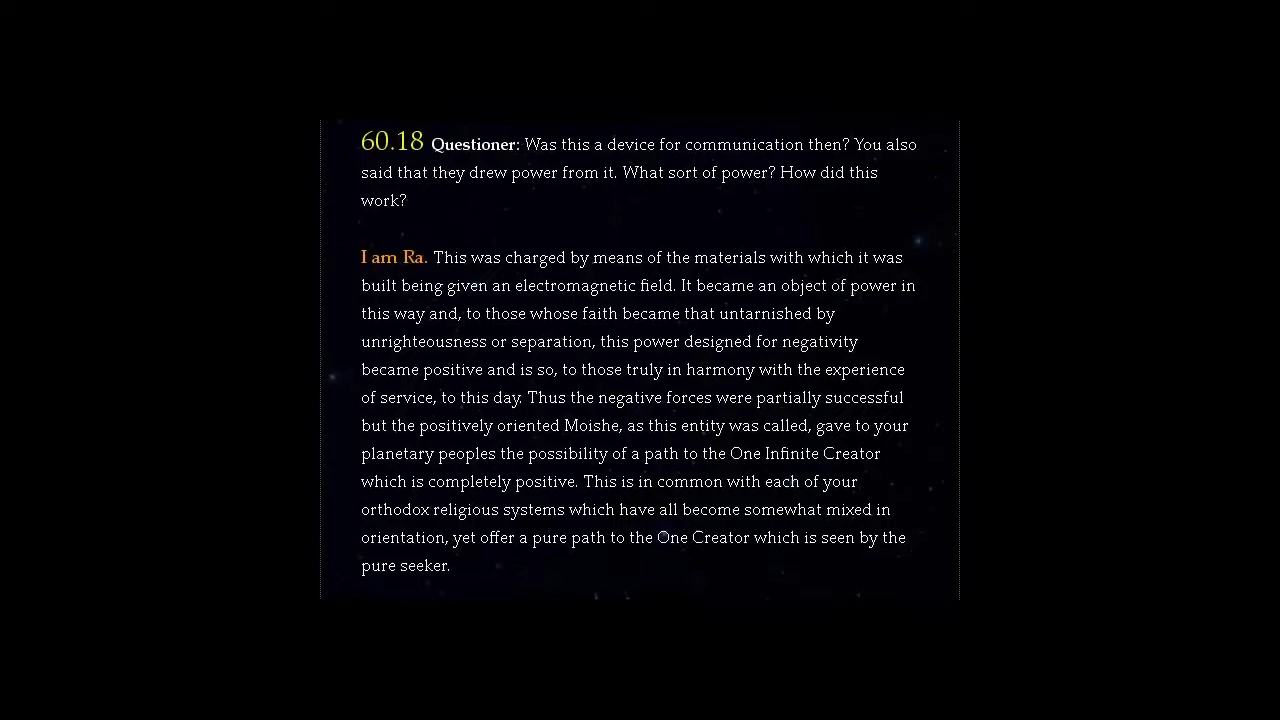 60.18 Questioner: Was this a device for communication then? You also
said that they drew power from it. What sort of power? How did this
work?
I am Ra. This was charged by means of the materials with which it was
built being given an electromagnetic field. It became an object of power in
this way and, to those whose faith became that untarnished by
unrighteousness or separation, this power designed for negativity
became positive and is so, to those truly in harmony with the experience
of service, to this day. Thus the negative forces were partially successful
but the positively oriented Moishe, as this entity was called, gave to your
planetary peoples the possibility of a path to the One Infinite Creator
which is completely positive. This is in common with each of your
orthodox religious systems which have all become somewhat mixed in
orientation, yet offer a pure path to the One Creator which is seen by the
pure seeker.